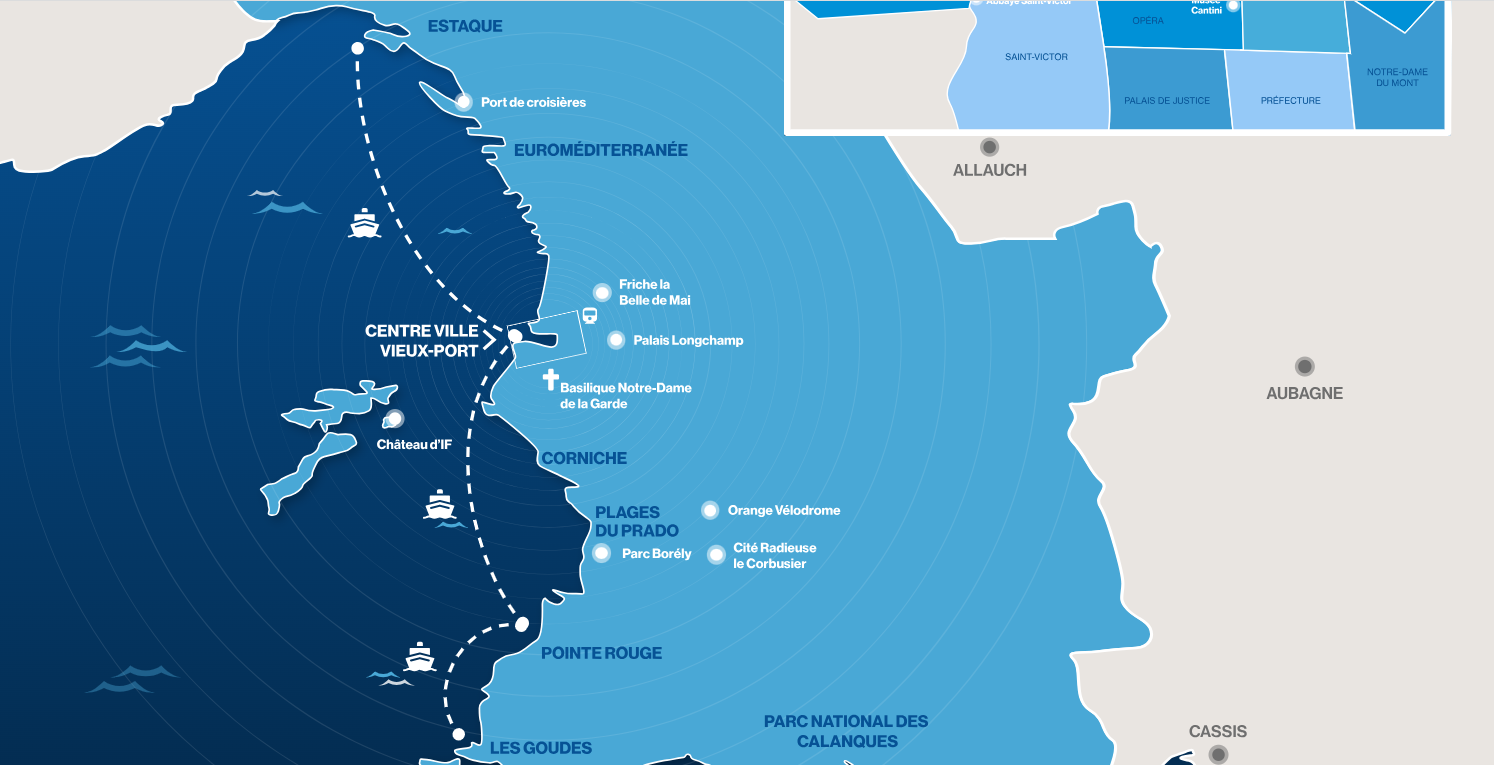 Abbaye Saint-Victor
Musée
Cantini
OPÉRA
SAINT-VICTOR
NOTRE-DAME
DU MONT
PALAIS DE JUSTICE
PRÉFECTURE
ESTAQUE
Port de croisières
EUROMÉDITERRANÉE
ALLAUCH
Friche la
Belle de Mai
CENTRE VILLE
VIEUX-PORT
Palais Longchamp
Basilique Notre-Dame
de la Garde
AUBAGNE
Château d'IF
CORNICHE
PLAGES
DU PRADO
Orange Vélodrome
Parc Borély
Cité Radieuse
le Corbusier
POINTE ROUGE
PARC NATIONAL DES
CALANQUES
CASSIS
LES GOUDES